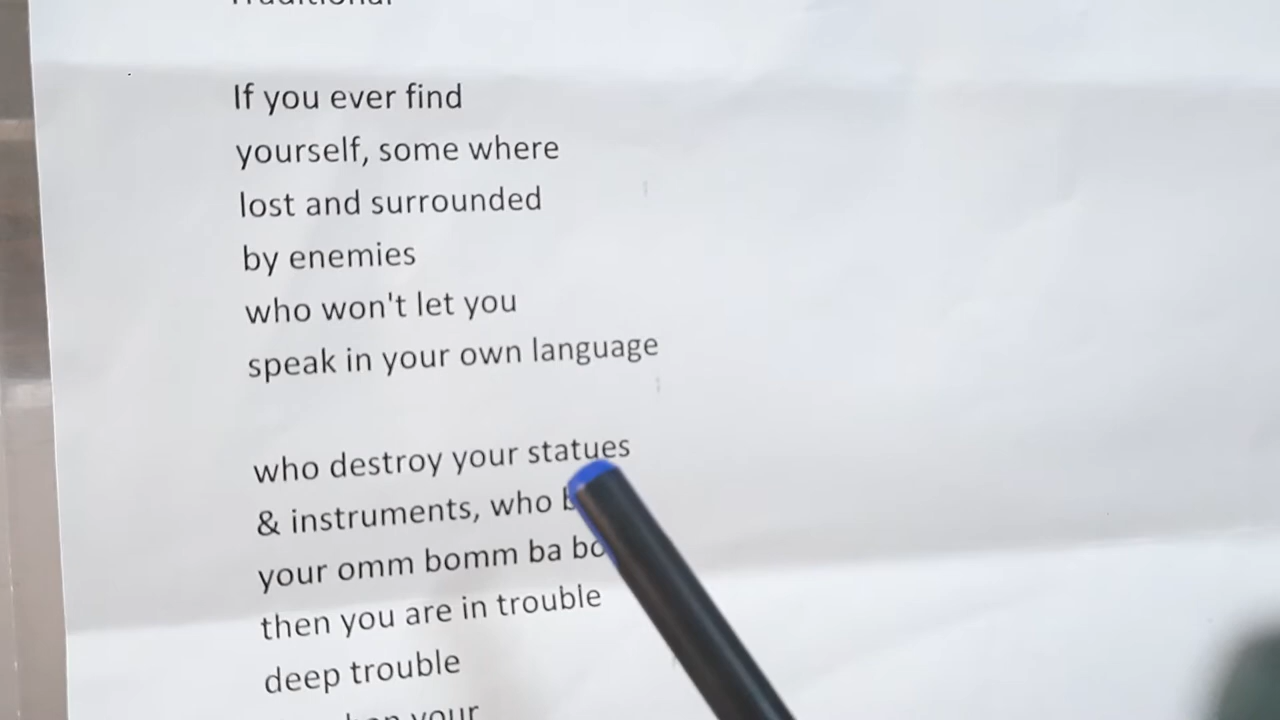 Traditional
If you ever find
yourself, some where
lost and surrounded
by enemies
who won't let you
speak in your own language
who destroy your statues
& instruments, who
your omm bomm ba
then you are in trouble
deep trouble
your